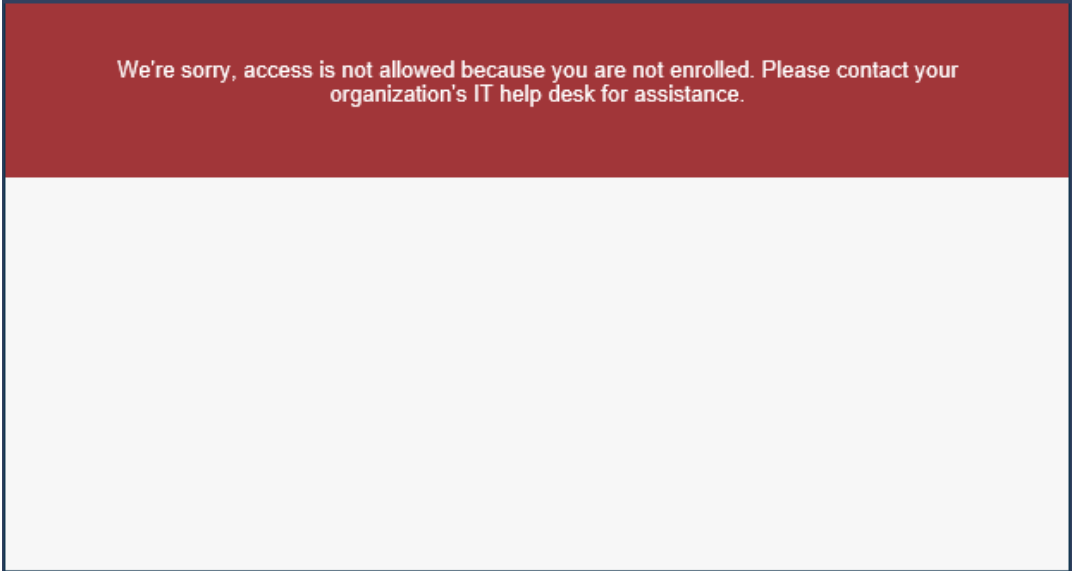 We're sorry, access is not allowed because you are not enrolled. Please contact your
organization's IT help desk for assistance.